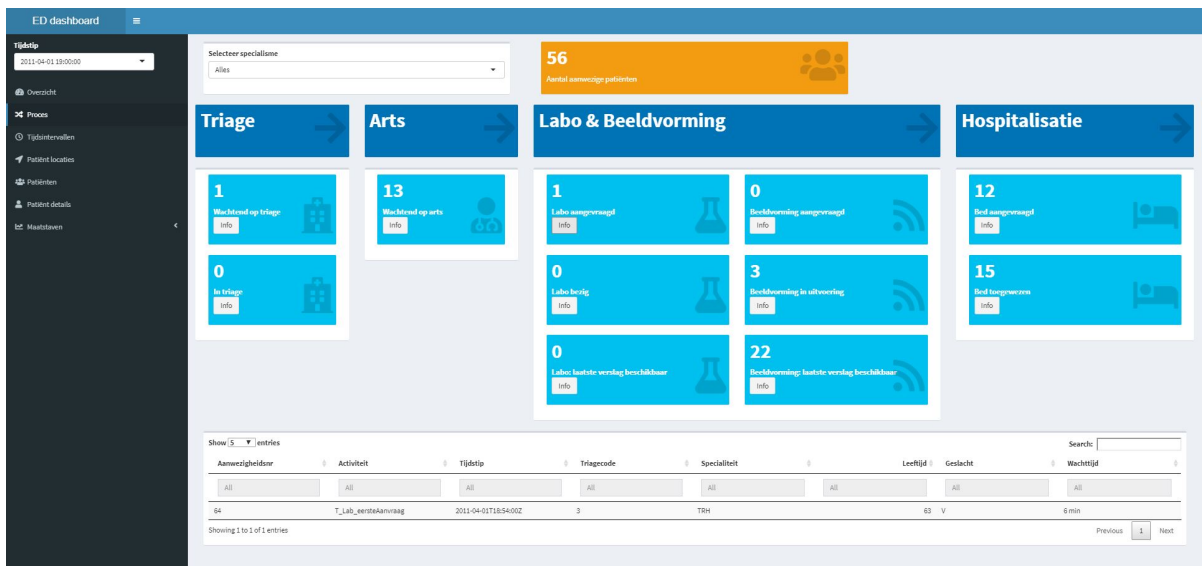 ED dashboard
Tijdstip
2011-04-01 19:00:00
Overzicht
Proces
Tijdsintervallen
Patiënt locaties
Patiënten
Patiënt details
Maatstaven
Selecteer specialisme
Alles
56
Aantal aanwezige patiënten
Triage
Arts
Labo & Beeldvorming
Hospitalisatie
1
Wachtend op triage
Info
0
In triage
Info
13
Wachtend op arts
Info
1
Labo aangevraagd
Info
0
Beeldvorming aangevraagd
Info
0
Labo bezig
Info
3
Beeldvorming in uitvoering
Info
0
Labo: laatste verslag beschikbaar
Info
22
Beeldvorming: laatste verslag beschikbaar
Info
12
Bed aangevraagd
Info
15
Bed toegewezen
Info
Show 5 entries
Search:
Aanwezigheidsnr Activiteit Tijdstip Triagecode Specialiteit Leeftijd Geslacht Wachttijd
All All All All All All All All
64 T_Lab_eersteAanvraag 2011-04-01T18:54:00Z 3 TRH 63 V 6 min
Showing 1 to 1 of 1 entries
Previous 1 Next